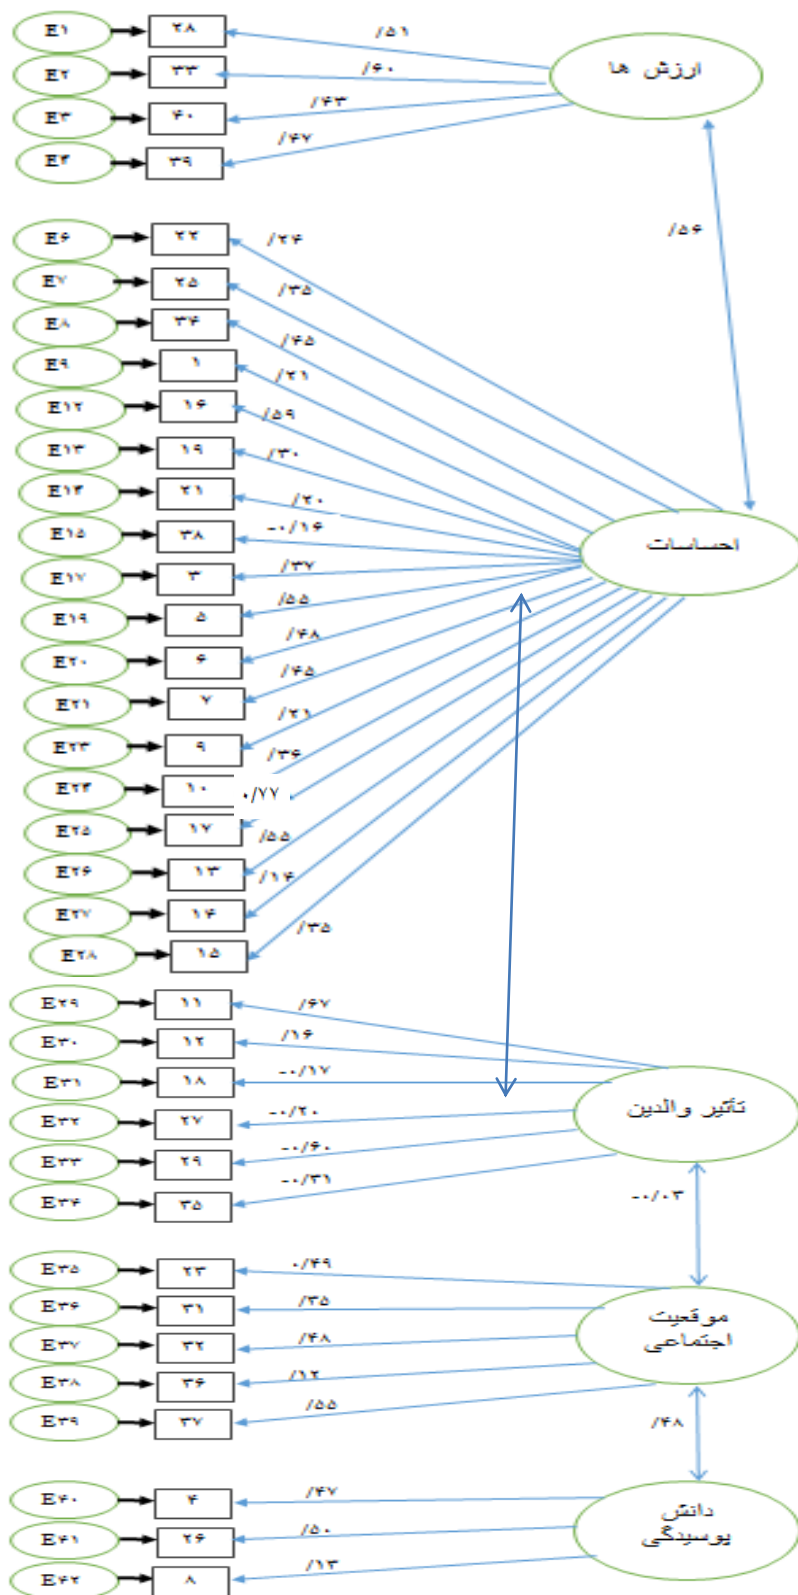 E۱ ۲۸ /۵۱ ارزش ها
E۲ ۳۳ /۶۰
E۳ ۴۰ /۴۳
E۴ ۳۹ /۴۷
/۵۶
E۶ ۲۲ /۲۴
E۷ ۲۵ /۳۵
E۸ ۳۴ /۴۵
E۹ ۱ /۲۱
E۱۲ ۱۶ /۵۹
E۱۳ ۱۹ /۳۰
E۱۴ ۲۱ /۲۰
E۱۵ ۳۸ -۰/۱۶ احساسات
E۱۷ ۳ /۳۷
E۱۹ ۵ /۵۵
E۲۰ ۶ /۴۸
E۲۱ ۷ /۴۵
E۲۳ ۹ /۲۱
E۲۴ ۱۰ /۳۶
۰/۷۷
E۲۵ ۱۷ /۵۵
E۲۶ ۱۳ /۱۴
E۲۷ ۱۴ /۳۵
E۲۸ ۱۵
E۲۹ ۱۱ /۶۷
E۳۰ ۱۲ /۱۶
E۳۱ ۱۸ -۰/۱۷
E۳۲ ۲۷ -۰/۲۰ تأثیر والدین
E۳۳ ۲۹ -۰/۶۰
E۳۴ ۳۵ -۰/۳۱
-۰/۰۳
E۳۵ ۲۳ ۰/۴۹
E۳۶ ۳۱ /۳۵ موقعیت
E۳۷ ۳۲ /۴۸ اجتماعی
E۳۸ ۳۶ /۱۲
E۳۹ ۳۷ /۵۵
/۴۸
E۴۰ ۴ /۴۷ دانش
E۴۱ ۲۶ /۵۰ پوسیدگی
E۴۲ ۸ /۱۳